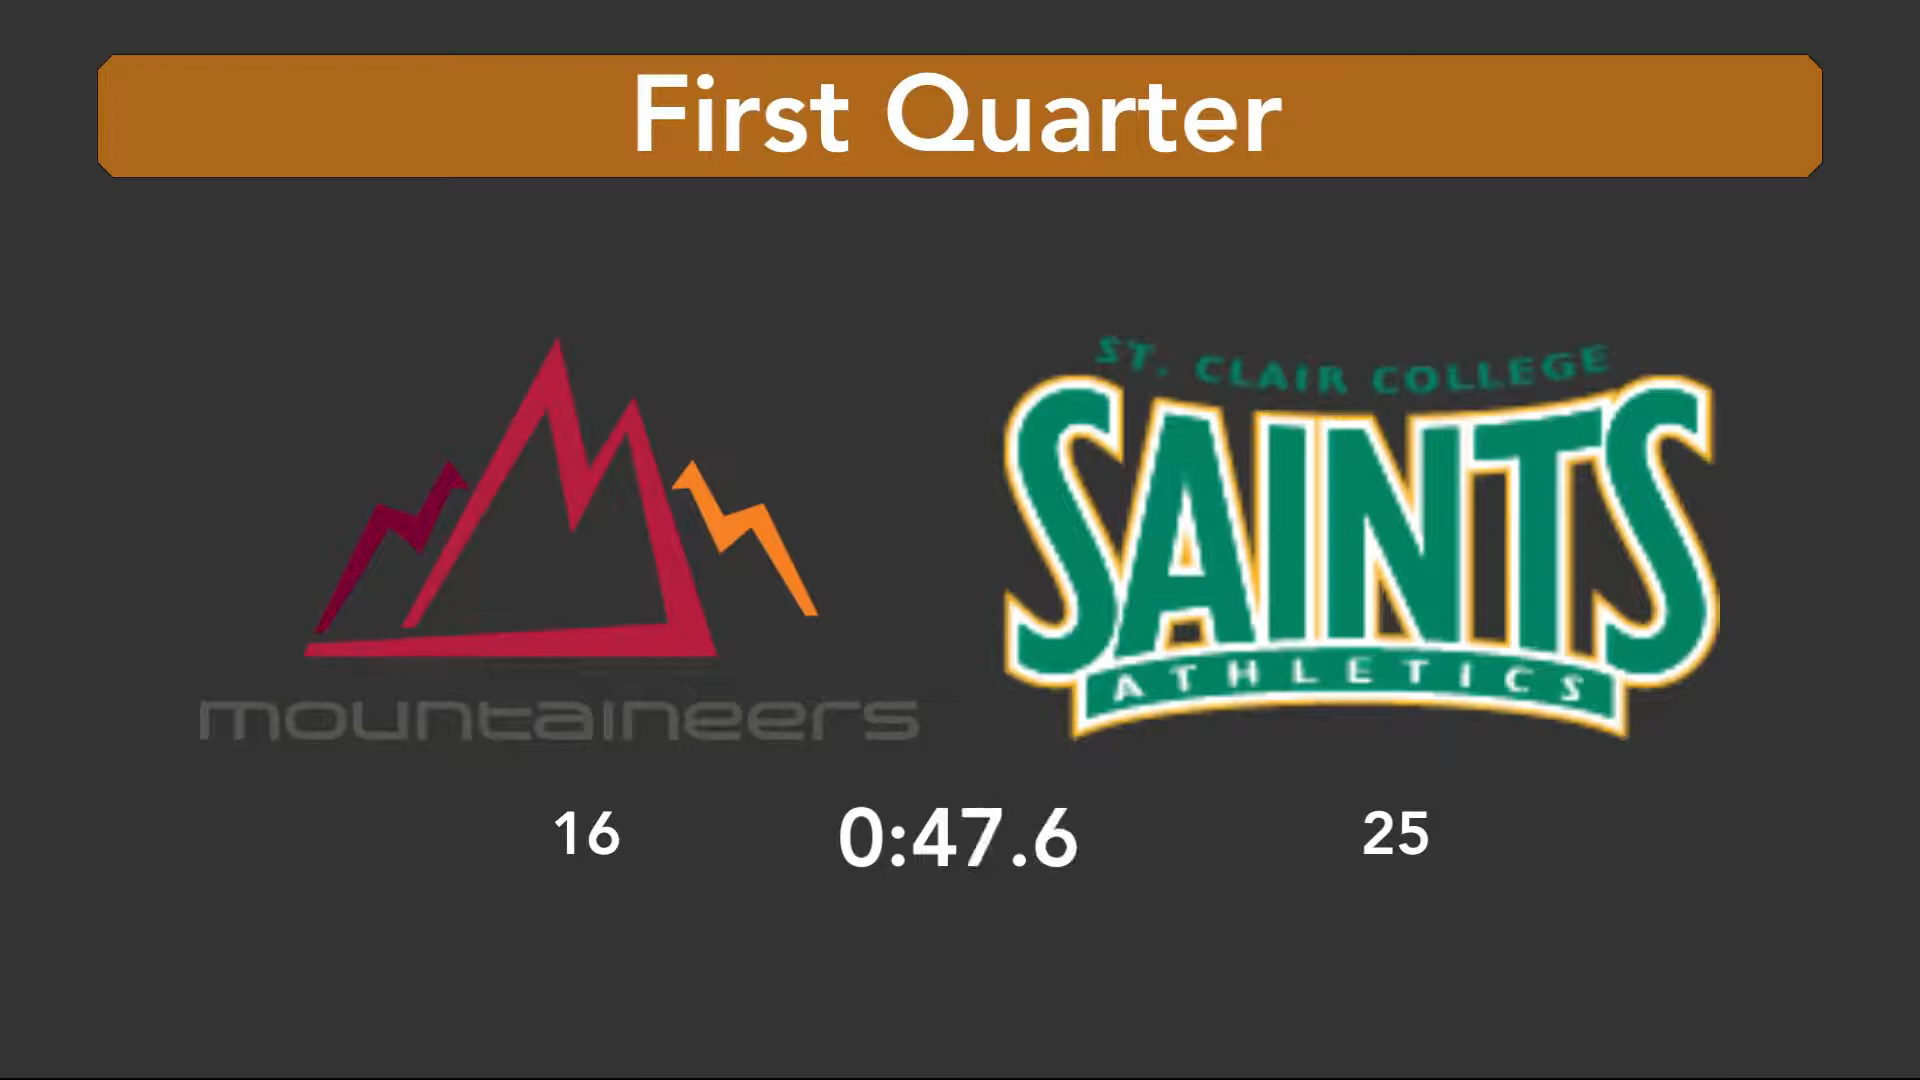 First Quarter
mountaineers
ST. CLAIR COLLEGE
SAINTS
ATHLETICS
16 0:47.6 25